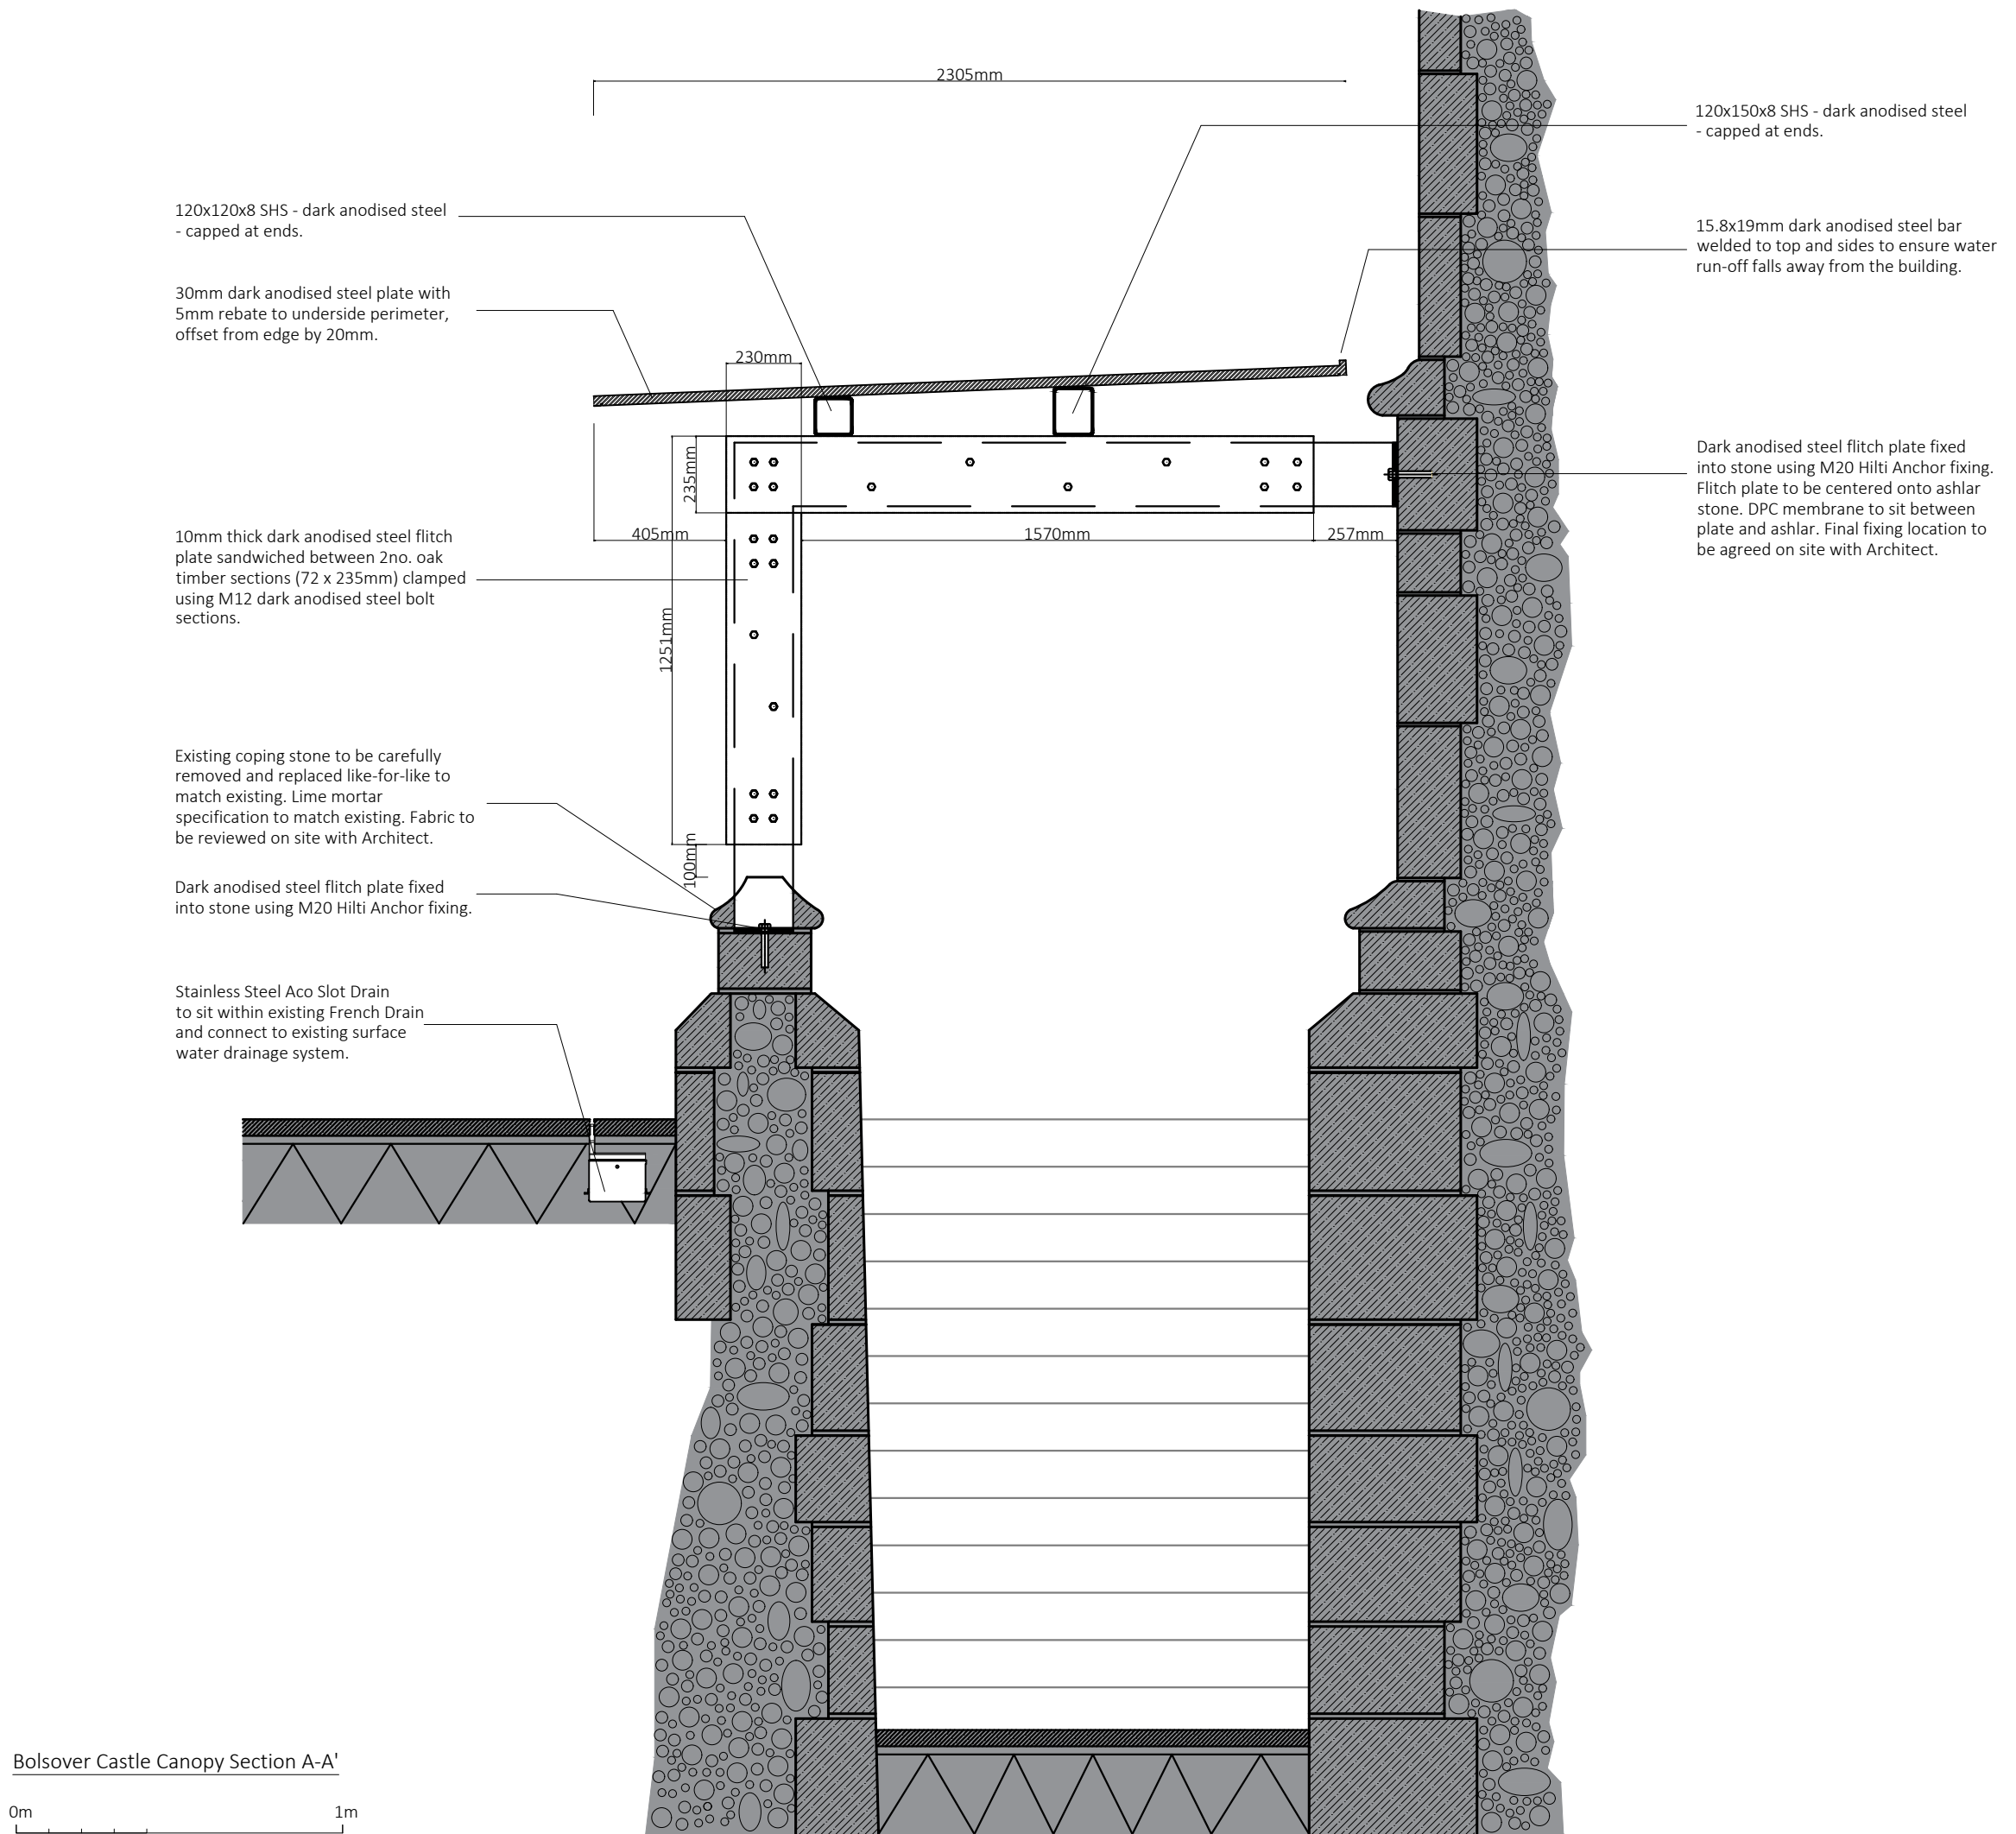 2305mm
120x150x8 SHS - dark anodised steel
- capped at ends.
120x120x8 SHS - dark anodised steel
- capped at ends.
15.8x19mm dark anodised steel bar
welded to top and sides to ensure water
run-off falls away from the building.
30mm dark anodised steel plate with
5mm rebate to underside perimeter,
offset from edge by 20mm.
230mm
235mm
Dark anodised steel flitch plate fixed
into stone using M20 Hilti Anchor fixing.
Flitch plate to be centered onto ashlar
stone. DPC membrane to sit between
plate and ashlar. Final fixing location to
be agreed on site with Architect.
405mm
1570mm
257mm
10mm thick dark anodised steel flitch
plate sandwiched between 2no. oak
timber sections (72 x 235mm) clamped
using M12 dark anodised steel bolt
sections.
1251mm
Existing coping stone to be carefully
removed and replaced like-for-like to
match existing. Lime mortar
specification to match existing. Fabric to
be reviewed on site with Architect.
100mm
Dark anodised steel flitch plate fixed
into stone using M20 Hilti Anchor fixing.
Stainless Steel Aco Slot Drain
to sit within existing French Drain
and connect to existing surface
water drainage system.
Bolsover Castle Canopy Section A-A'
0m
1m